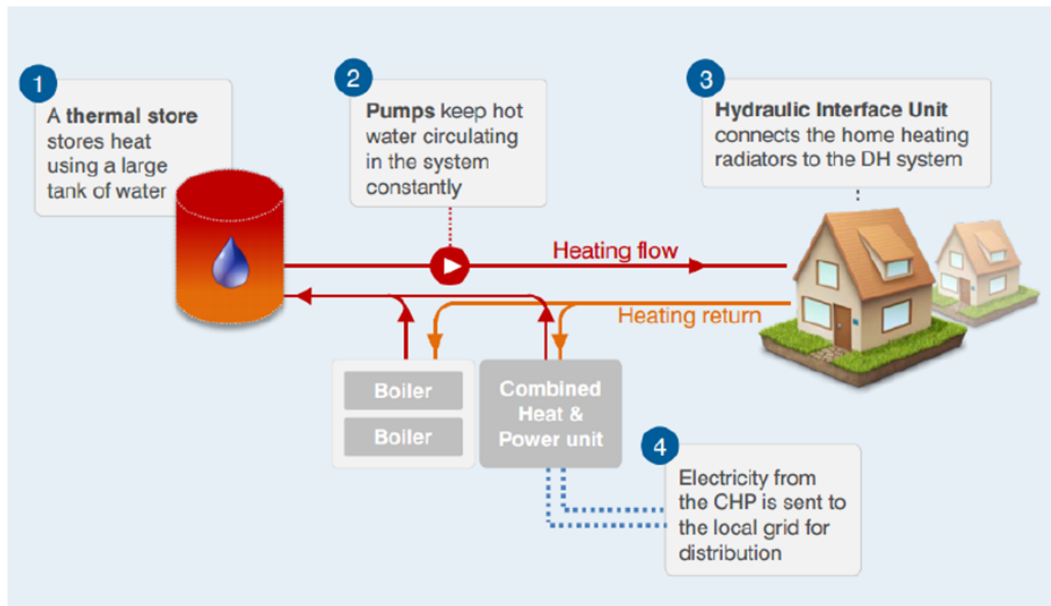 1
A thermal store
stores heat
using a large
tank of water
2
Pumps keep hot
water circulating
in the system
constantly
3
Hydraulic Interface Unit
connects the home heating
radiators to the DH system
Heating flow
Heating return
Boiler
Boiler
Combined
Heat &
Power unit
4
Electricity from
the CHP is sent to
the local grid for
distribution